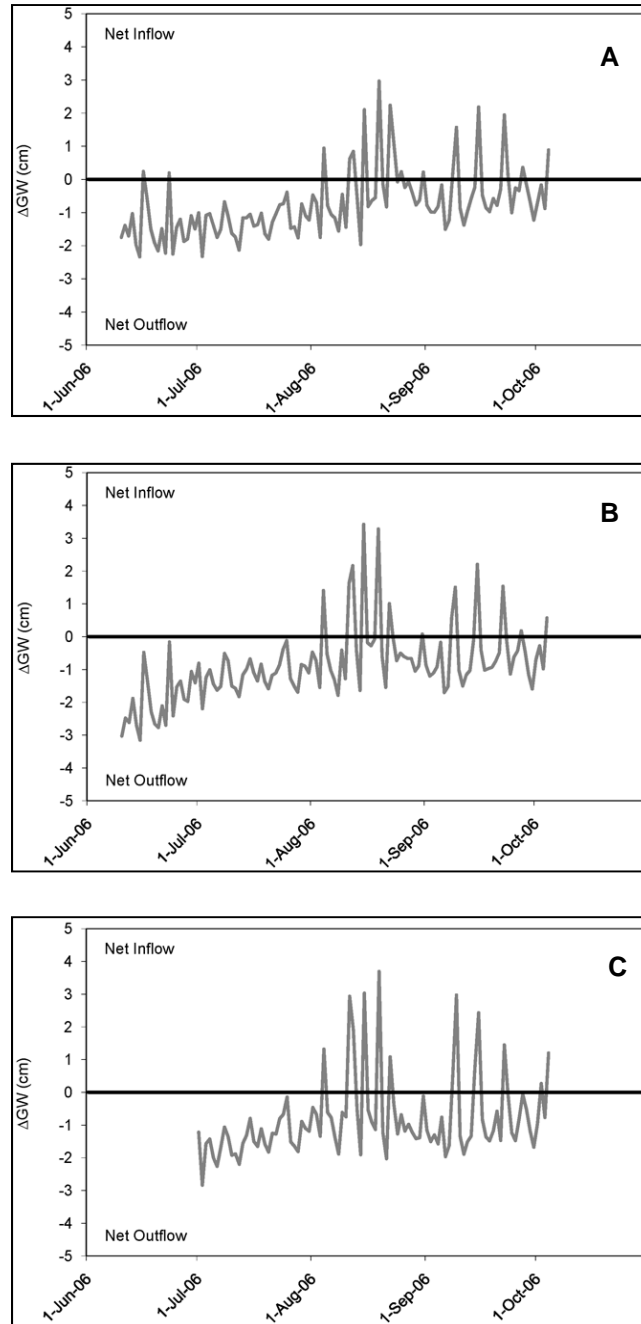 A
Net Inflow
5
4
3
2
1
0
-1
-2
-3
-4
-5
ΔGW (cm)
Net Outflow
1-Jun-06
1-Jul-06
1-Aug-06
1-Sep-06
1-Oct-06
B
Net Inflow
5
4
3
2
1
0
-1
-2
-3
-4
-5
ΔGW (cm)
Net Outflow
1-Jun-06
1-Jul-06
1-Aug-06
1-Sep-06
1-Oct-06
C
Net Inflow
5
4
3
2
1
0
-1
-2
-3
-4
-5
ΔGW (cm)
Net Outflow
1-Jun-06
1-Jul-06
1-Aug-06
1-Sep-06
1-Oct-06